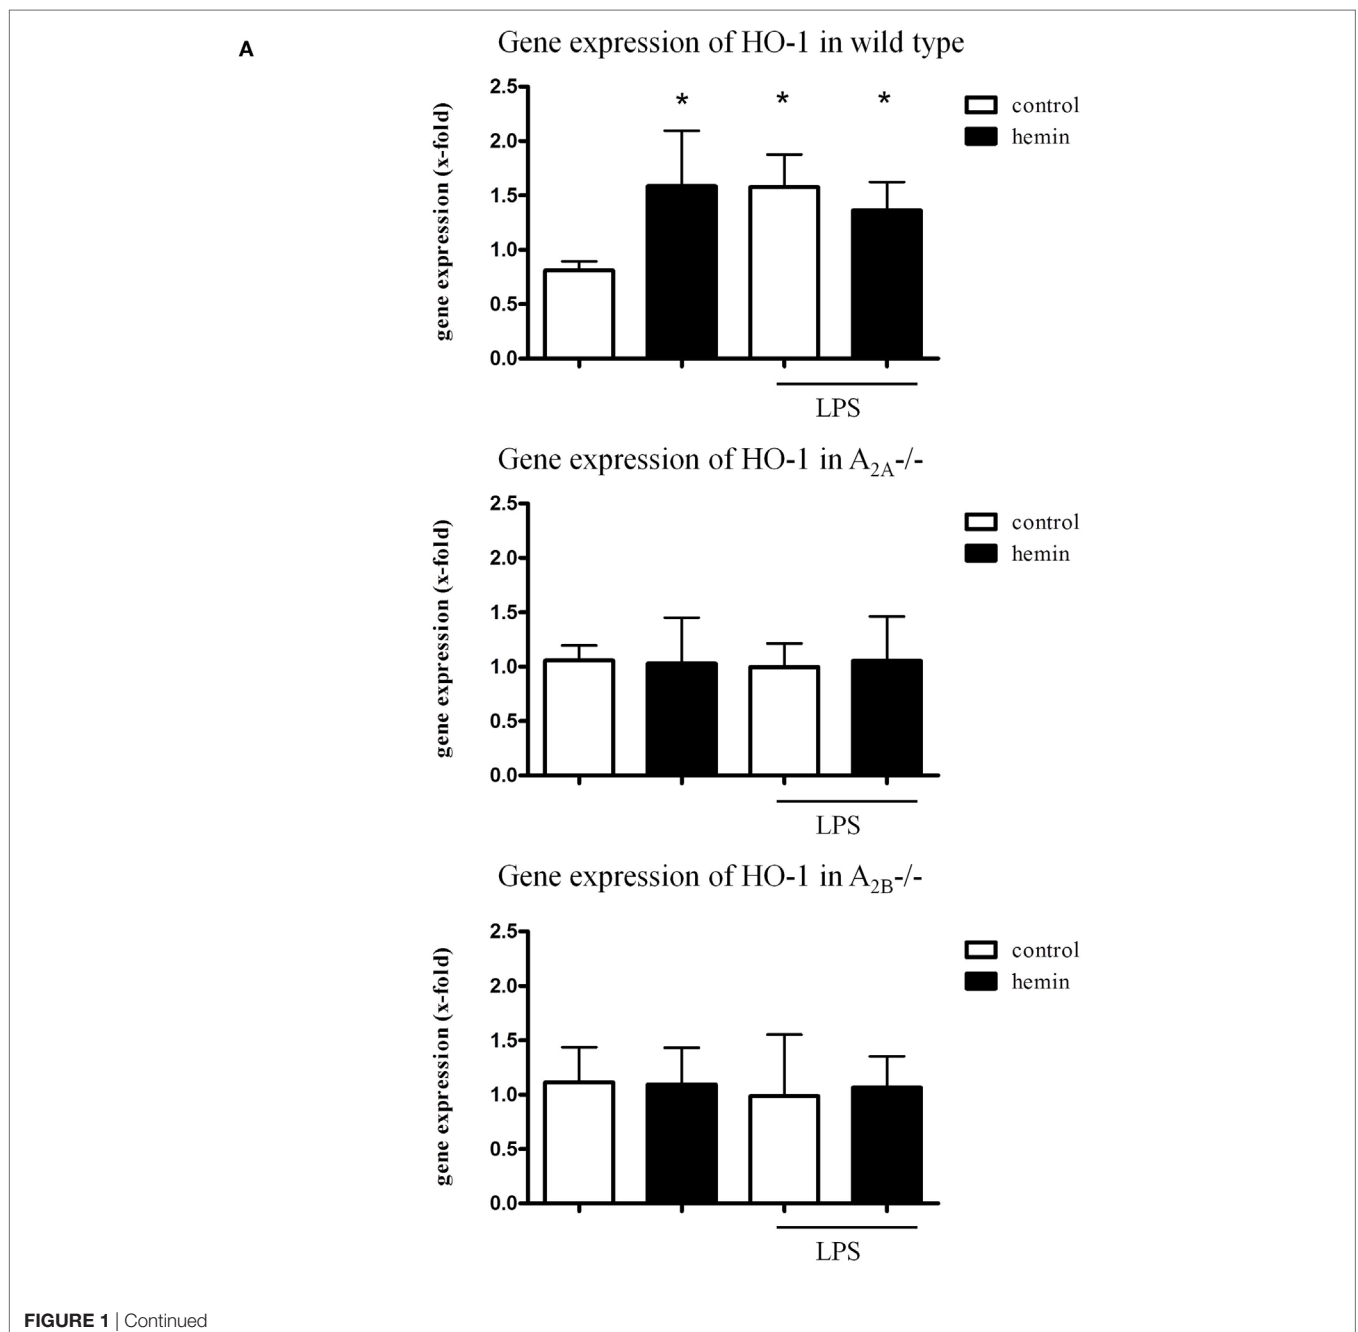 A
Gene expression of HO-1 in wild type
gene expression (x-fold)
2.5
2.0
1.5
1.0
0.5
0.0
* * *
control
hemin
LPS
Gene expression of HO-1 in A2A-/-
gene expression (x-fold)
2.5
2.0
1.5
1.0
0.5
0.0
control
hemin
LPS
Gene expression of HO-1 in A2B-/-
gene expression (x-fold)
2.5
2.0
1.5
1.0
0.5
0.0
control
hemin
LPS
FIGURE 1 | Continued